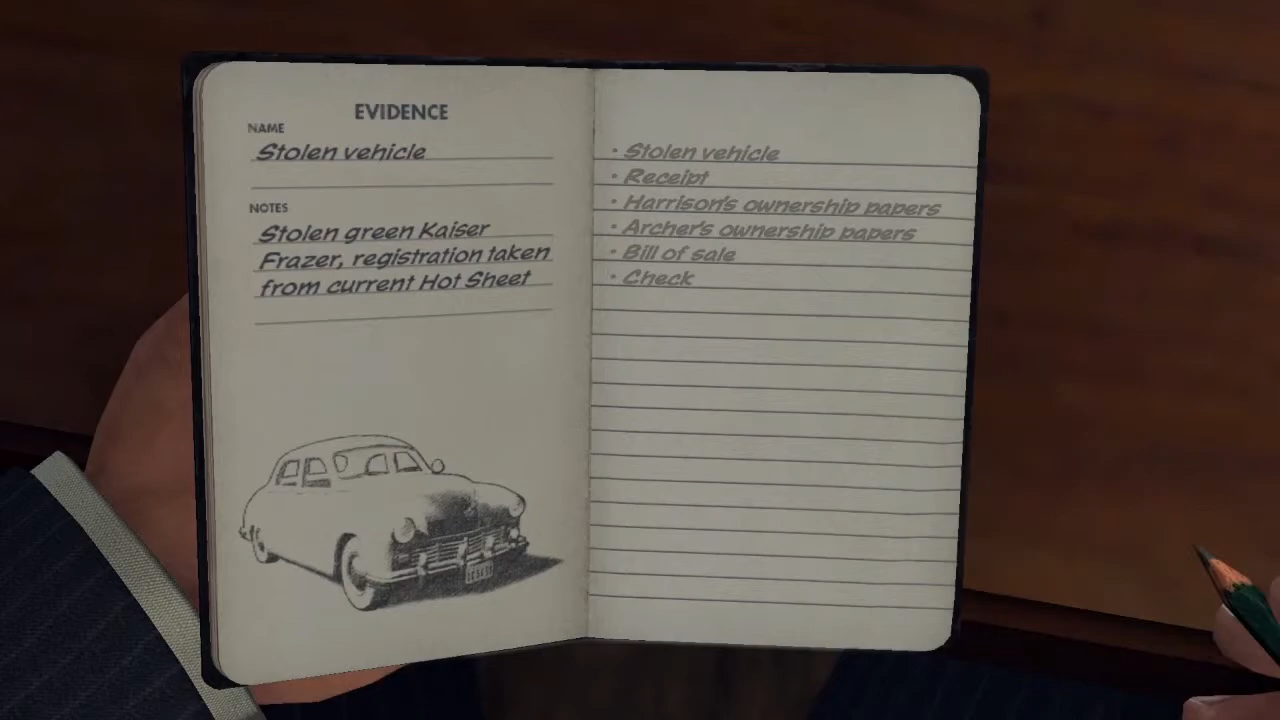 EVIDENCE
NAME
Stolen vehicle
NOTES
Stolen green Kaiser
Frazer, registration taken
from current Hot Sheet
· Stolen vehicle
· Receipt
· Harrison's ownership papers
· Archer's ownership papers
· Bill of sale
· Check